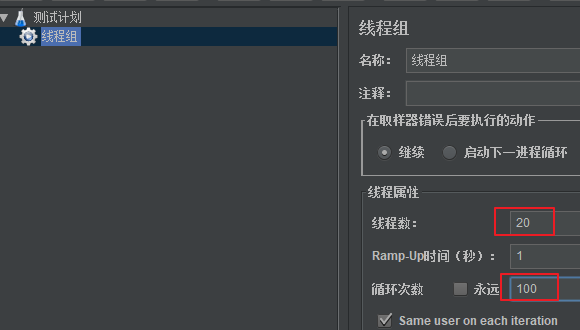 测试计划
线程组
线程组
名称： 线程组
注释：
在取样器错误后要执行的动作
继续 启动下一进程循环
线程属性
线程数： 20
Ramp-Up时间（秒）： 1
循环次数 永远 100
Same user on each iteration